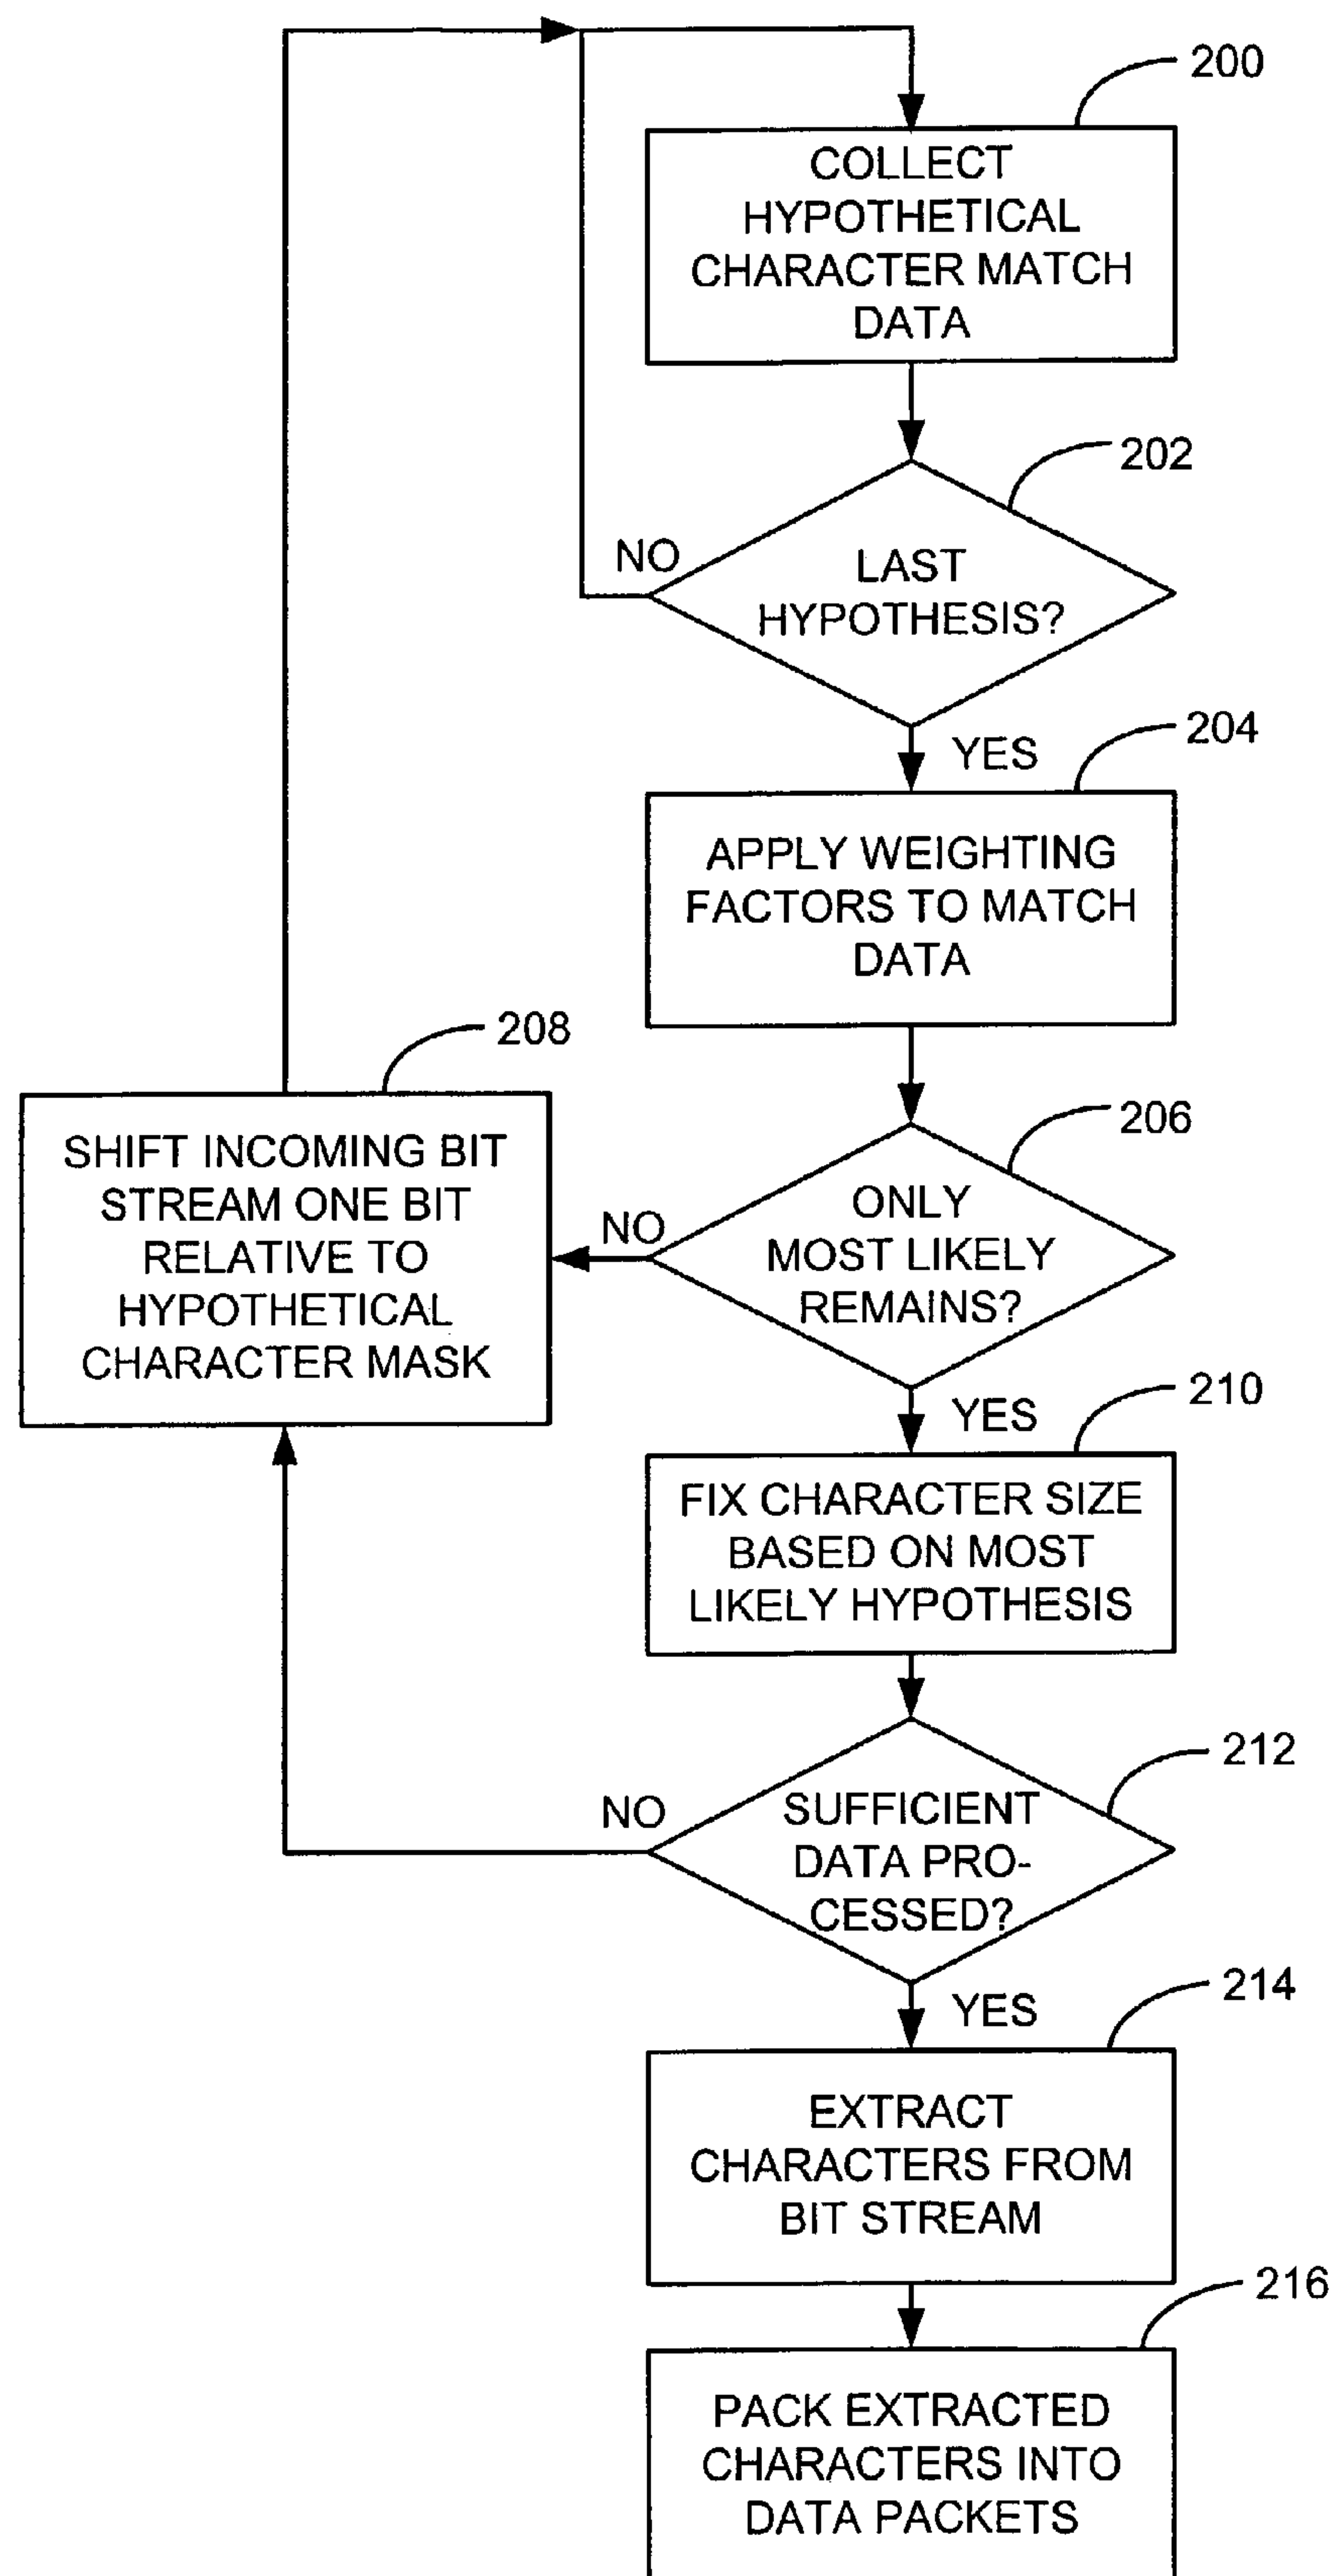 200
COLLECT
HYPOTHETICAL
CHARACTER MATCH
DATA
202
NO
LAST
HYPOTHESIS?
YES
204
APPLY WEIGHTING
FACTORS TO MATCH
DATA
208
SHIFT INCOMING BIT
STREAM ONE BIT
RELATIVE TO
HYPOTHETICAL
CHARACTER MASK
206
NO
ONLY
MOST LIKELY
REMAINS?
YES
210
FIX CHARACTER SIZE
BASED ON MOST
LIKELY HYPOTHESIS
212
NO
SUFFICIENT
DATA PRO-
CESSED?
YES
214
EXTRACT
CHARACTERS FROM
BIT STREAM
216
PACK EXTRACTED
CHARACTERS INTO
DATA PACKETS